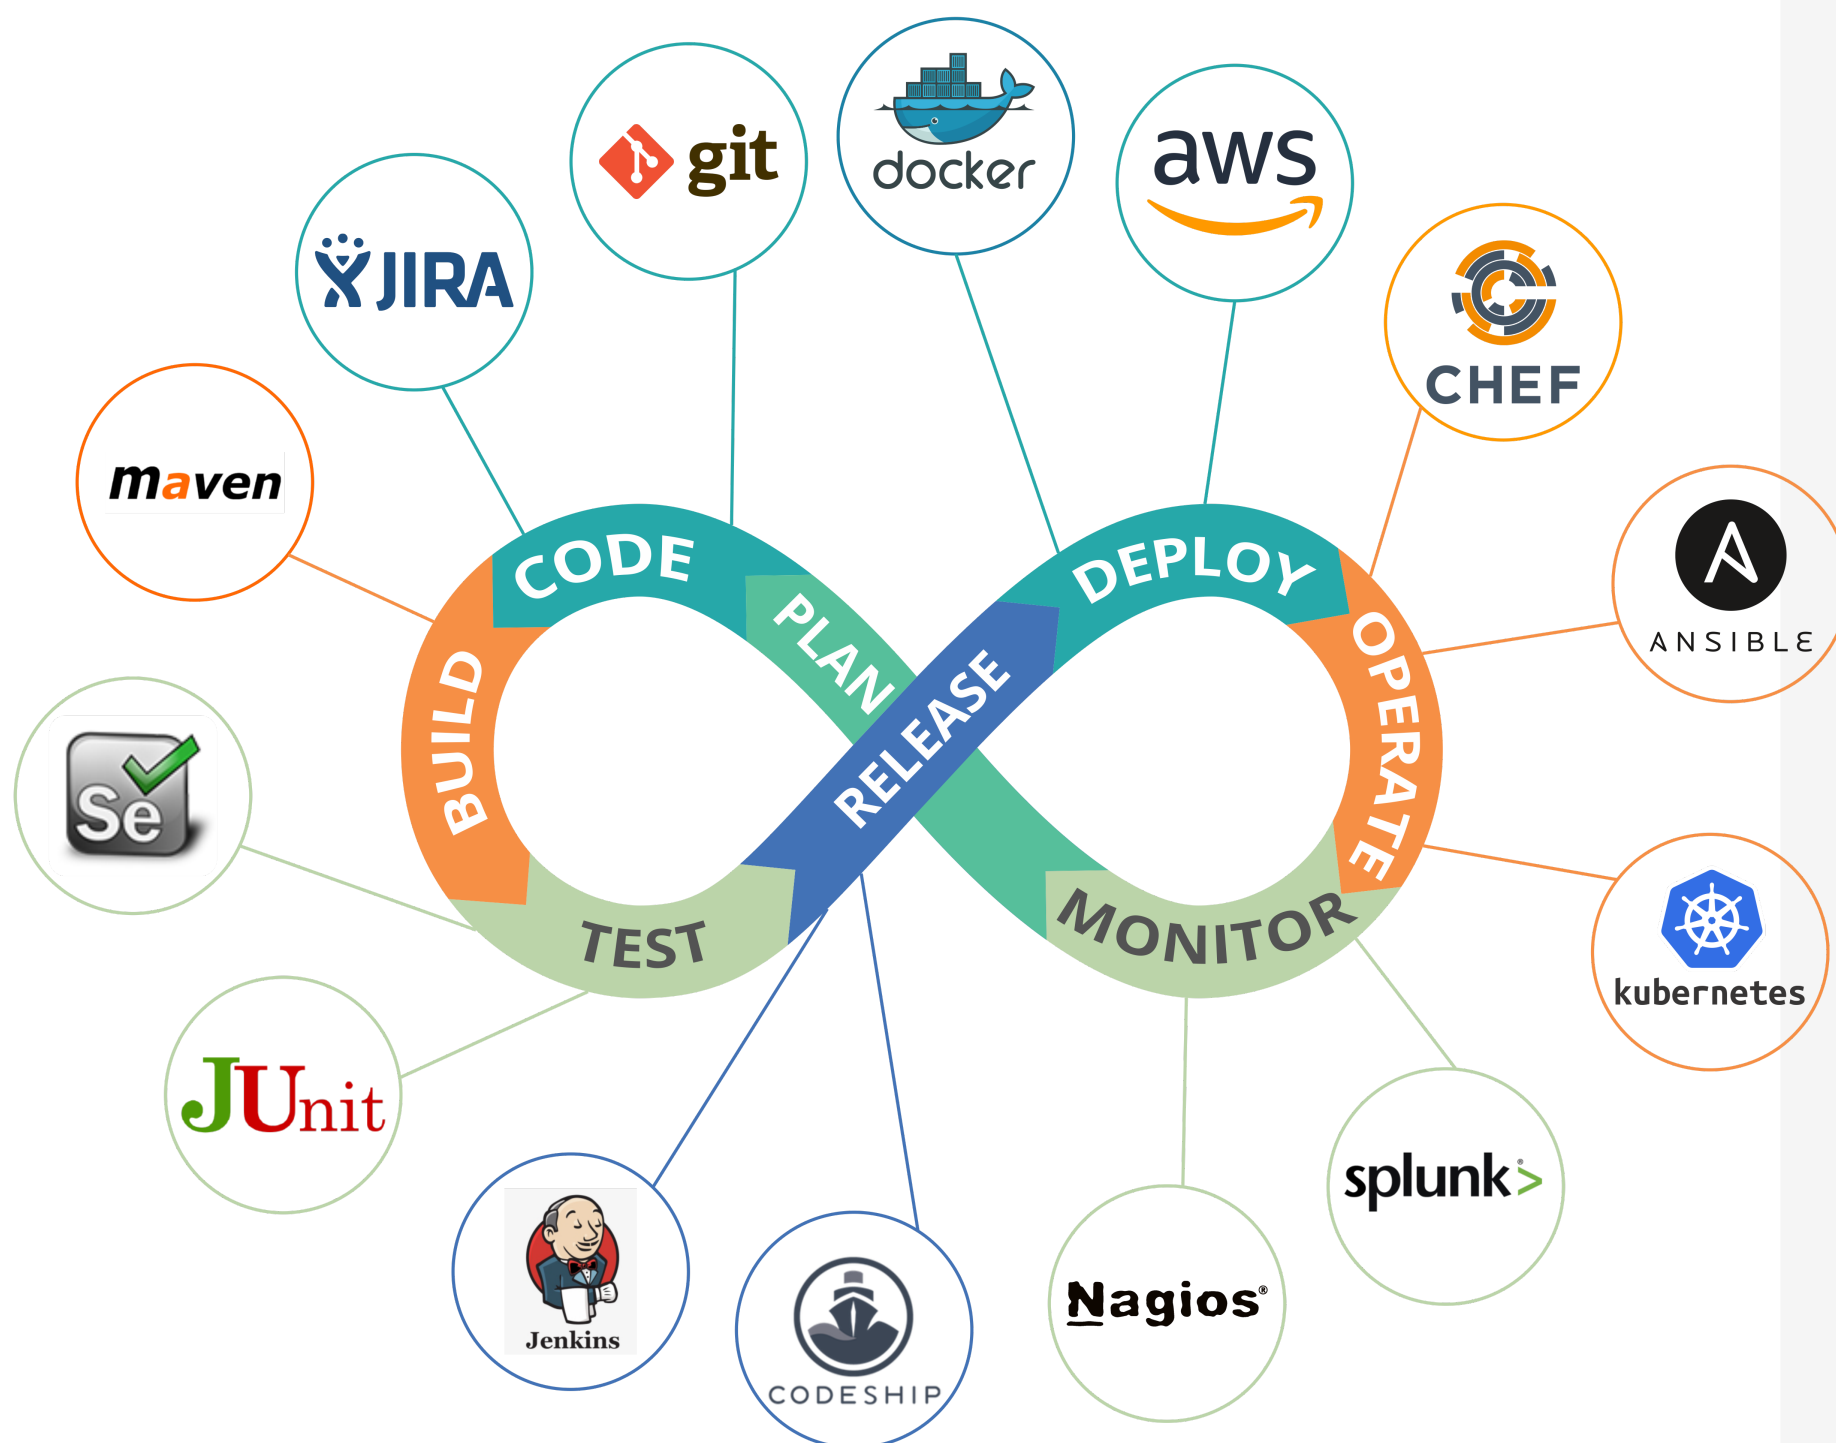 docker
aws
git
JIRA
CHEF
maven
ANSIBLE
CODE
DEPLOY
PLAN
OPERATE
BUILD
RELEASE
Se
TEST
MONITOR
kubernetes
JUnit
splunk>®
Nagios®
Jenkins
CODESHIP